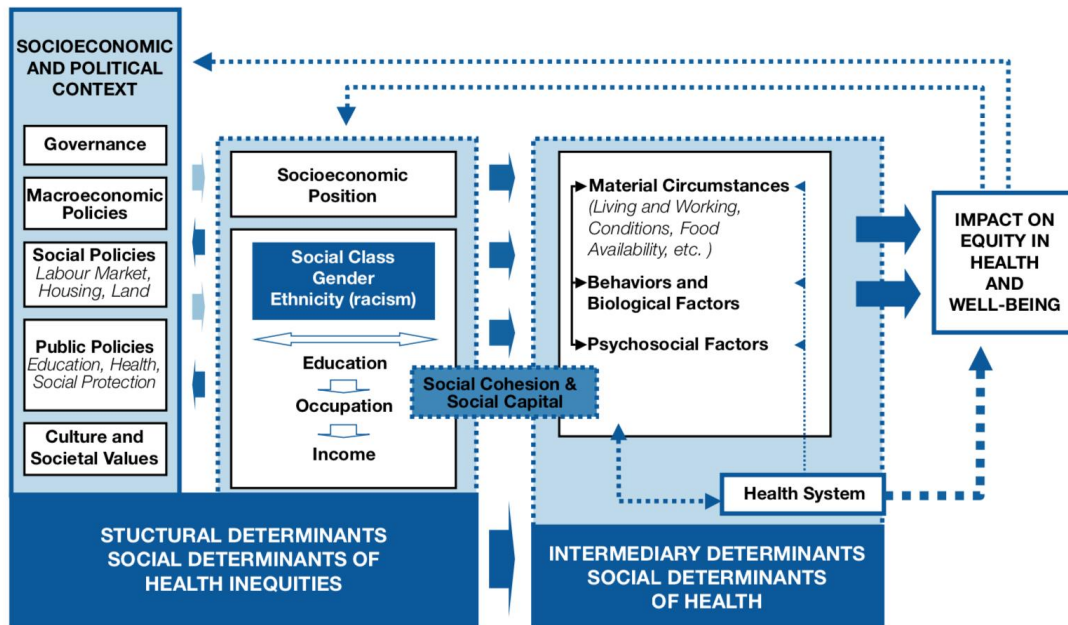 SOCIOECONOMIC
AND POLITICAL
CONTEXT
Governance
Macroeconomic
Policies
Social Policies
Labour Market,
Housing, Land
Public Policies
Education, Health,
Social Protection
Culture and
Societal Values
Socioeconomic
Position
Social Class
Gender
Ethnicity (racism)
Education
Occupation
Income
Social Cohesion &
Social Capital
Material Circumstances
(Living and Working,
Conditions, Food
Availability, etc. )
Behaviors and
Biological Factors
Psychosocial Factors
Health System
IMPACT ON
EQUITY IN
HEALTH
AND
WELL-BEING
STUCTURAL DETERMINANTS
SOCIAL DETERMINANTS OF
HEALTH INEQUITIES
INTERMEDIARY DETERMINANTS
SOCIAL DETERMINANTS
OF HEALTH